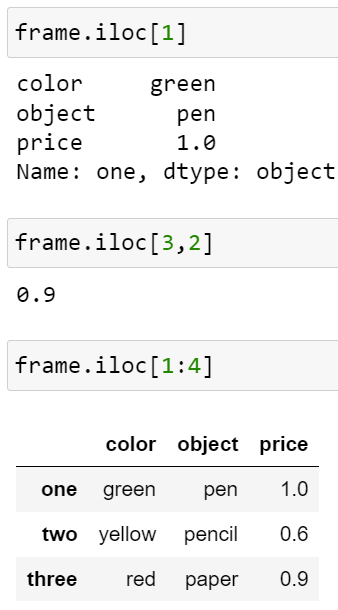 frame.iloc[1]
color green
object pen
price 1.0
Name: one, dtype: object
frame.iloc[3,2]
0.9
frame.iloc[1:4]
color object price
one green pen 1.0
two yellow pencil 0.6
three red paper 0.9